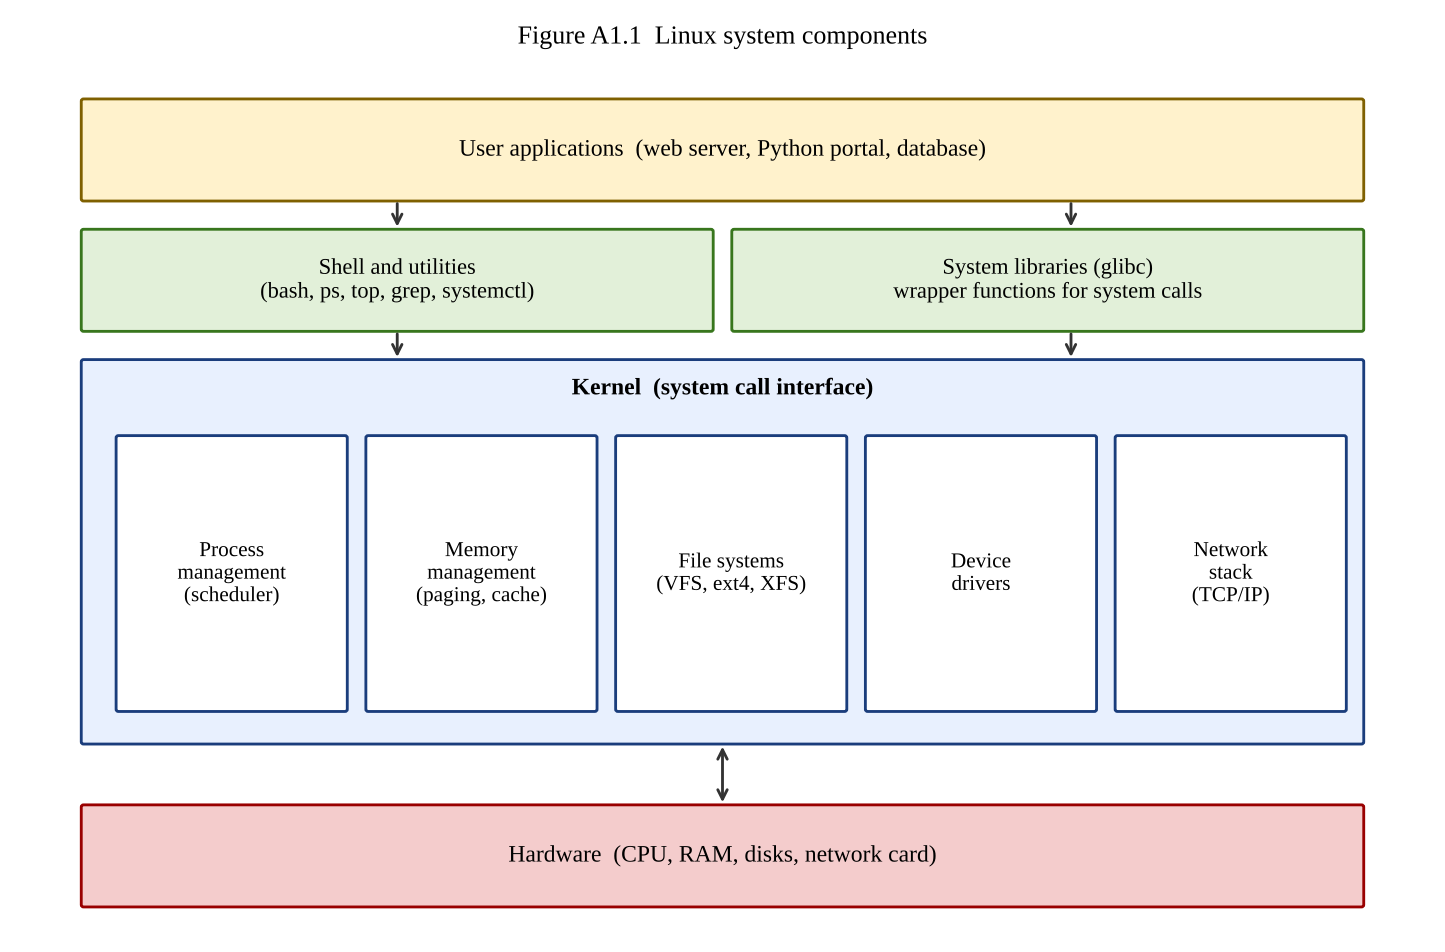 Figure A1.1  Linux system components
User applications  (web server, Python portal, database)
Shell and utilities
(bash, ps, top, grep, systemctl)
System libraries (glibc)
wrapper functions for system calls
Kernel  (system call interface)
Process
management
(scheduler)
Memory
management
(paging, cache)
File systems
(VFS, ext4, XFS)
Device
drivers
Network
stack
(TCP/IP)
Hardware  (CPU, RAM, disks, network card)